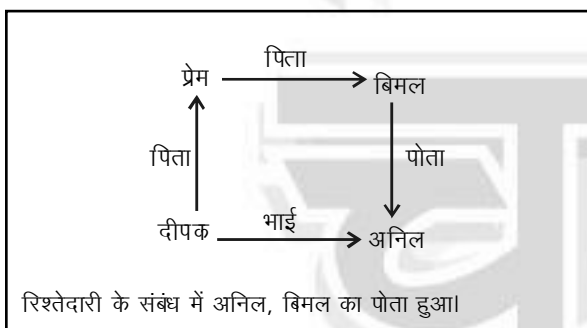 पिता
प्रेम बिमल
पिता पोता
दीपक भाई अनिल
रिश्तेदारी के संबंध में अनिल, बिमल का पोता हुआ।